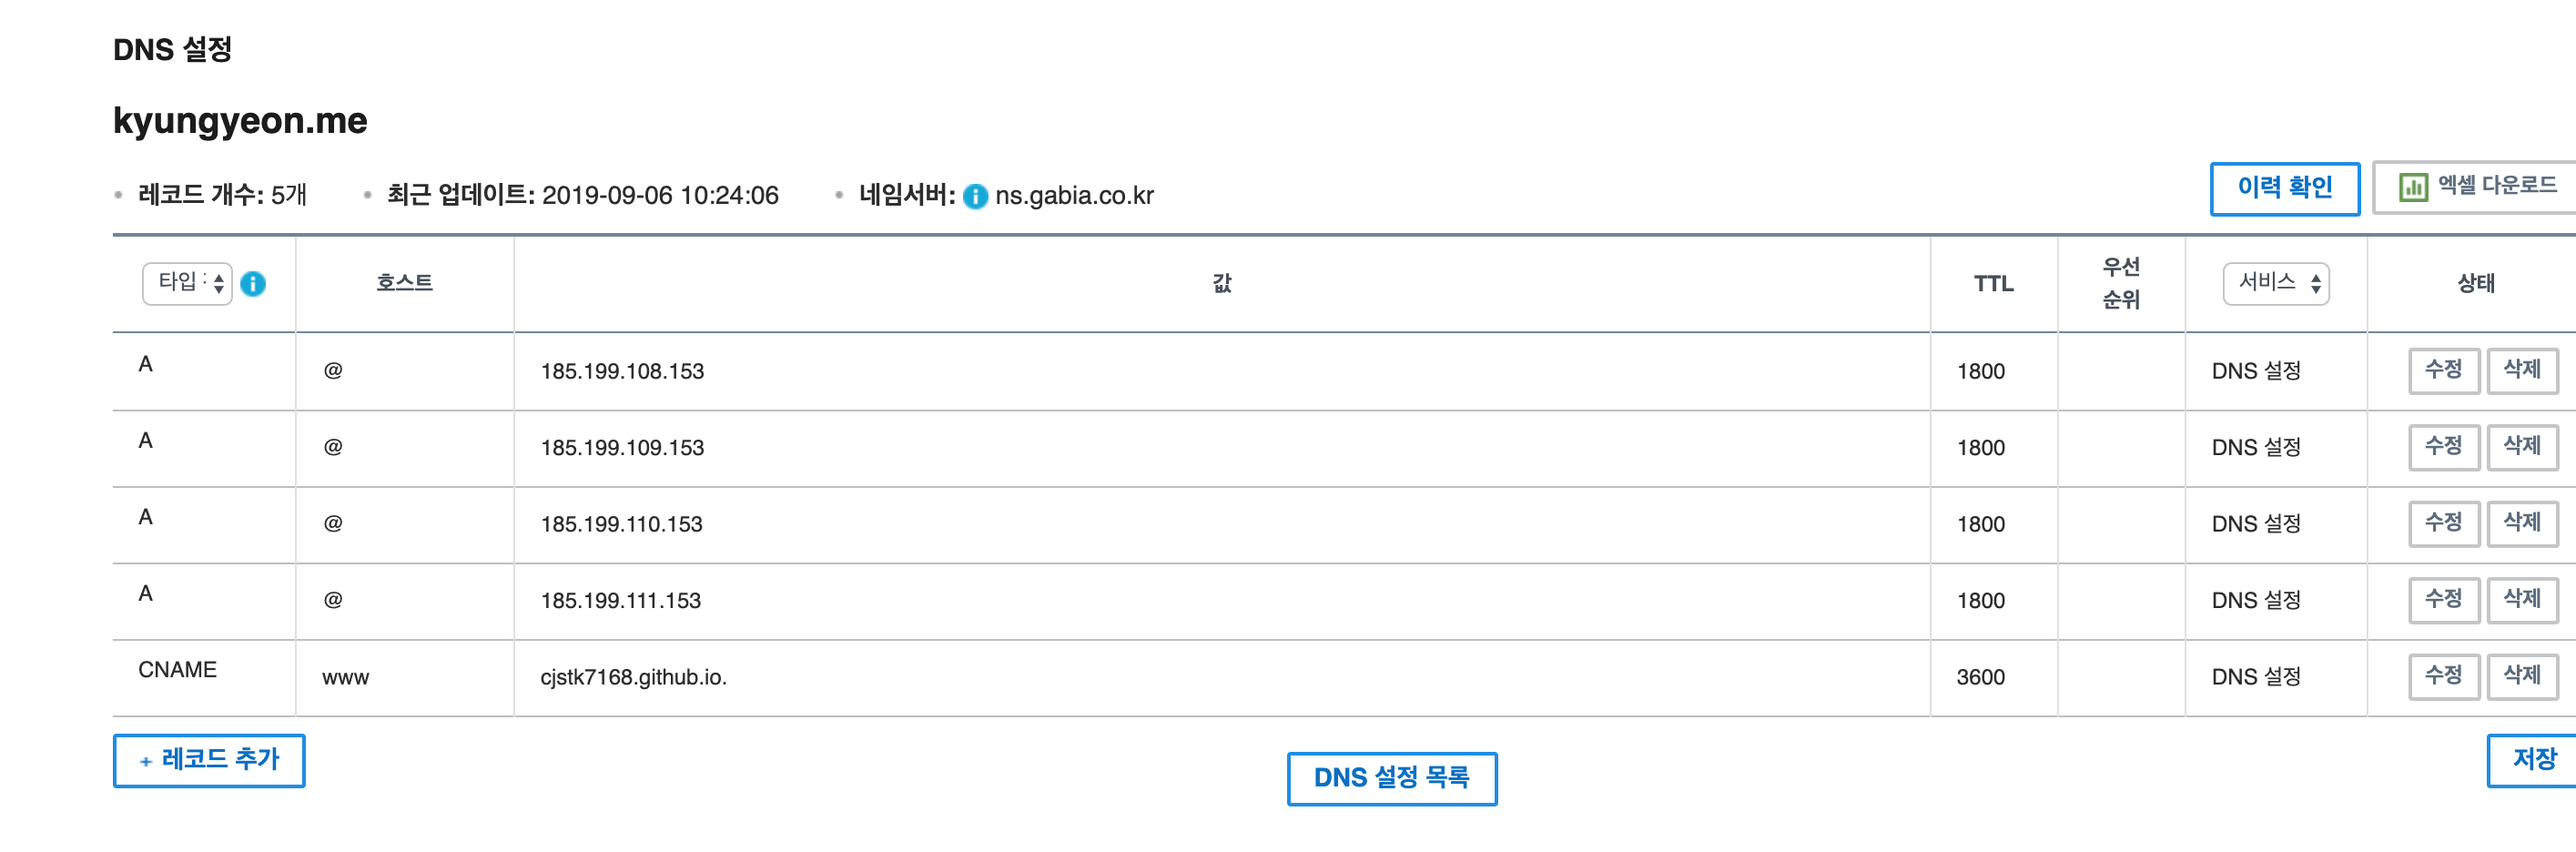 DNS 설정
kyungyeon.me
레코드 개수: 5개 최근 업데이트: 2019-09-06 10:24:06 네임서버: ns.gabia.co.kr 이력 확인 엑셀 다운로드
타입 호스트 값 TTL 우선 순위 서비스 상태
A @ 185.199.108.153 1800 DNS 설정 수정 삭제
A @ 185.199.109.153 1800 DNS 설정 수정 삭제
A @ 185.199.110.153 1800 DNS 설정 수정 삭제
A @ 185.199.111.153 1800 DNS 설정 수정 삭제
CNAME www cjstk7168.github.io. 3600 DNS 설정 수정 삭제
+ 레코드 추가 DNS 설정 목록 저장